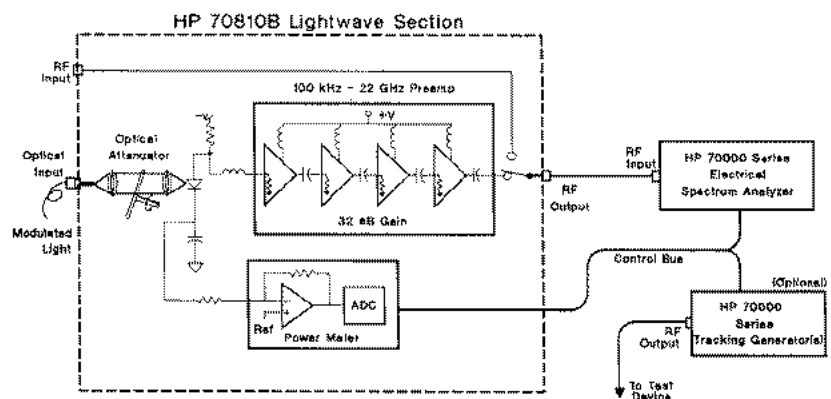 HP 70810B Lightwave Section
RF
Input
100 kHz - 22 GHz Preamp
+V
Optical
Attenuator
Optical
Input
Modulated
Light
32 dB Gain
RF
Output
RF
Input
HP 70000 Series
Electrical
Spectrum Analyzer
Control Bus
(Optional)
HP 70000
Series
Tracking Generator(s)
RF
Output
ADC
Ref
Power Meter
To Test
Device